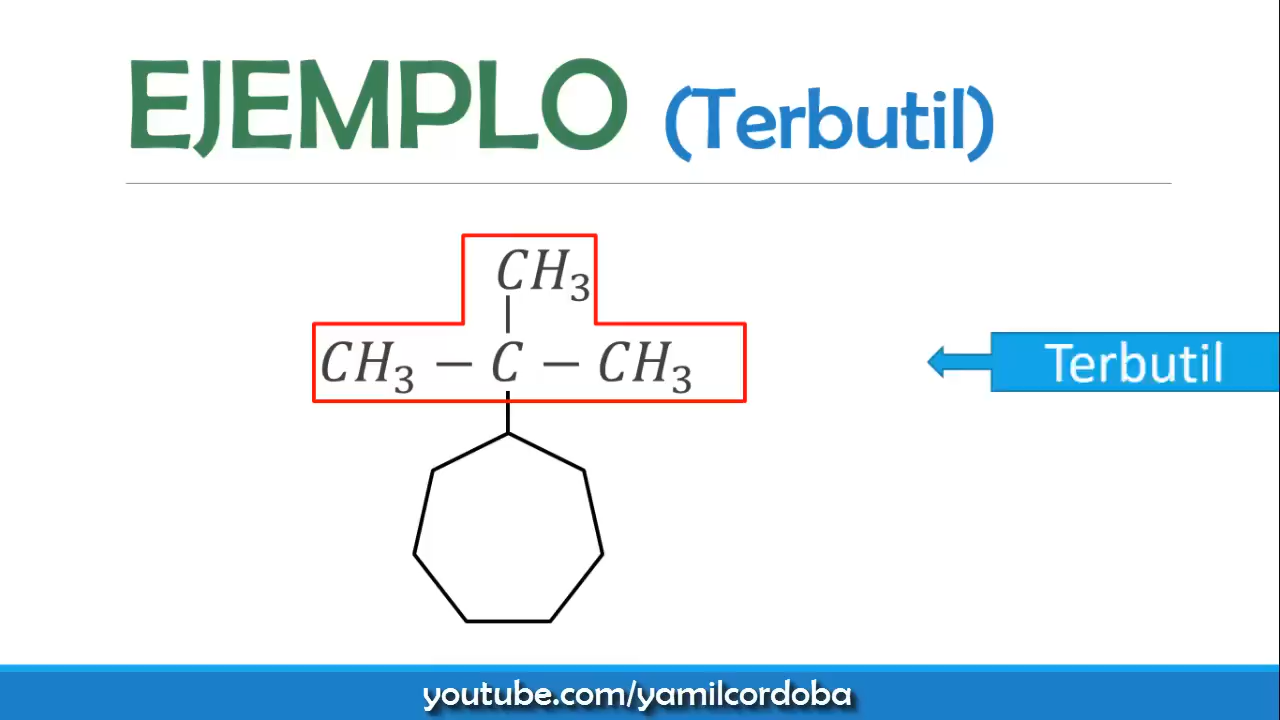 EJEMPLO (Terbutil)
CH₃
CH₃ − C − CH₃
Terbutil
youtube.com/yamilcordoba